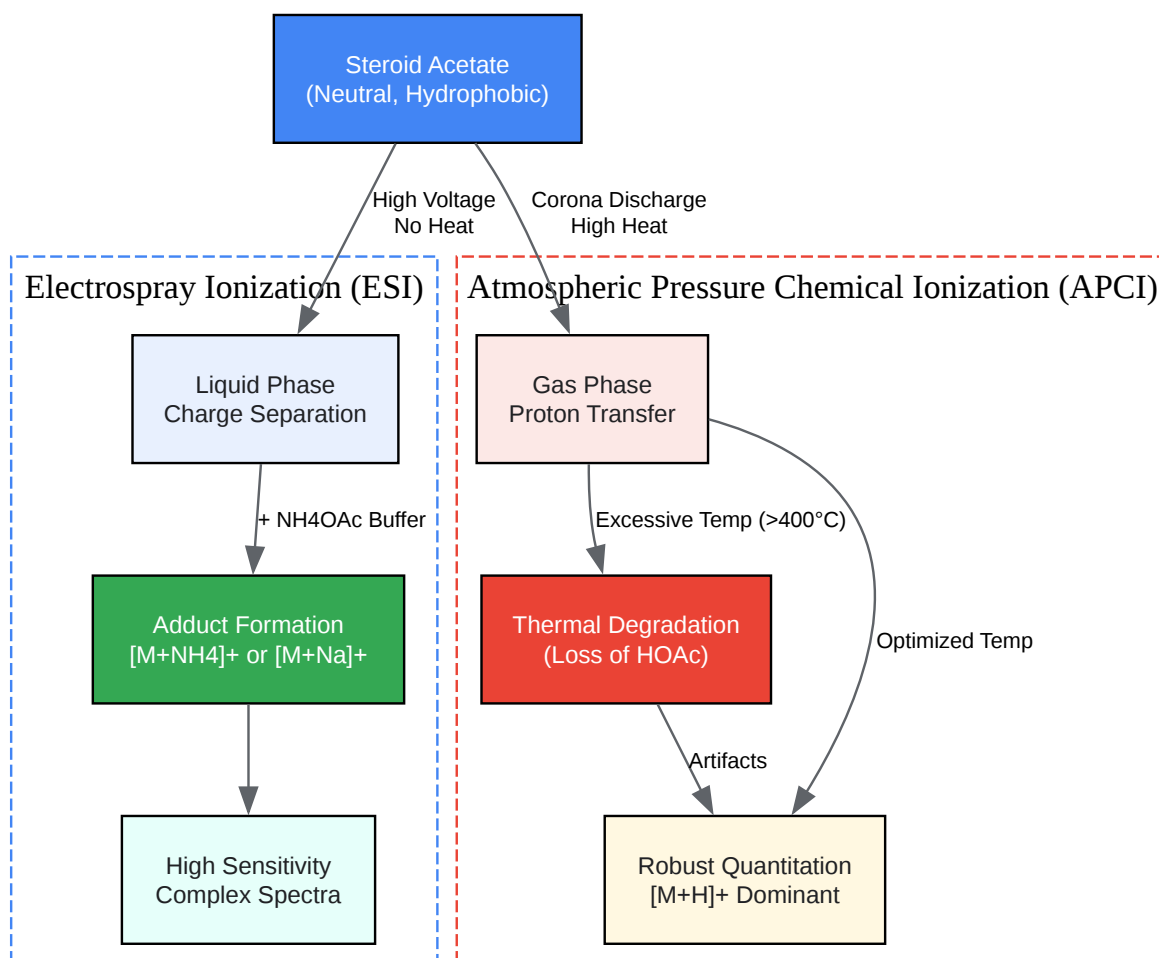 Steroid Acetate
(Neutral, Hydrophobic)
High Voltage
No Heat
Corona Discharge
High Heat
Electrospray Ionization (ESI)
Atmospheric Pressure Chemical Ionization (APCI)
Liquid Phase
Charge Separation
Gas Phase
Proton Transfer
+ NH4OAc Buffer
Excessive Temp (>400°C)
Adduct Formation
[M+NH4]+ or [M+Na]+
Thermal Degradation
(Loss of HOAc)
Optimized Temp
Artifacts
High Sensitivity
Complex Spectra
Robust Quantitation
[M+H]+ Dominant